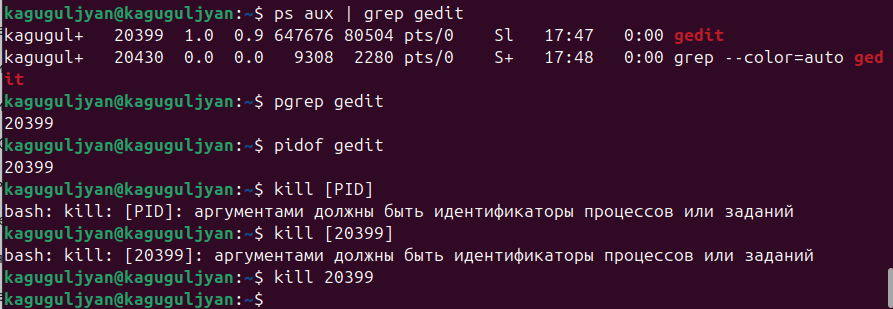 kaguguljyan@kaguguljyan:~$ ps aux | grep gedit
kagugul+   20399  1.0  0.9 647676 80504 pts/0    Sl   17:47   0:00 gedit
kagugul+   20430  0.0  0.0   9308  2280 pts/0    S+   17:48   0:00 grep --color=auto ged
it
kaguguljyan@kaguguljyan:~$ pgrep gedit
20399
kaguguljyan@kaguguljyan:~$ pidof gedit
20399
kaguguljyan@kaguguljyan:~$ kill [PID]
bash: kill: [PID]: аргументами должны быть идентификаторы процессов или заданий
kaguguljyan@kaguguljyan:~$ kill [20399]
bash: kill: [20399]: аргументами должны быть идентификаторы процессов или заданий
kaguguljyan@kaguguljyan:~$ kill 20399
kaguguljyan@kaguguljyan:~$